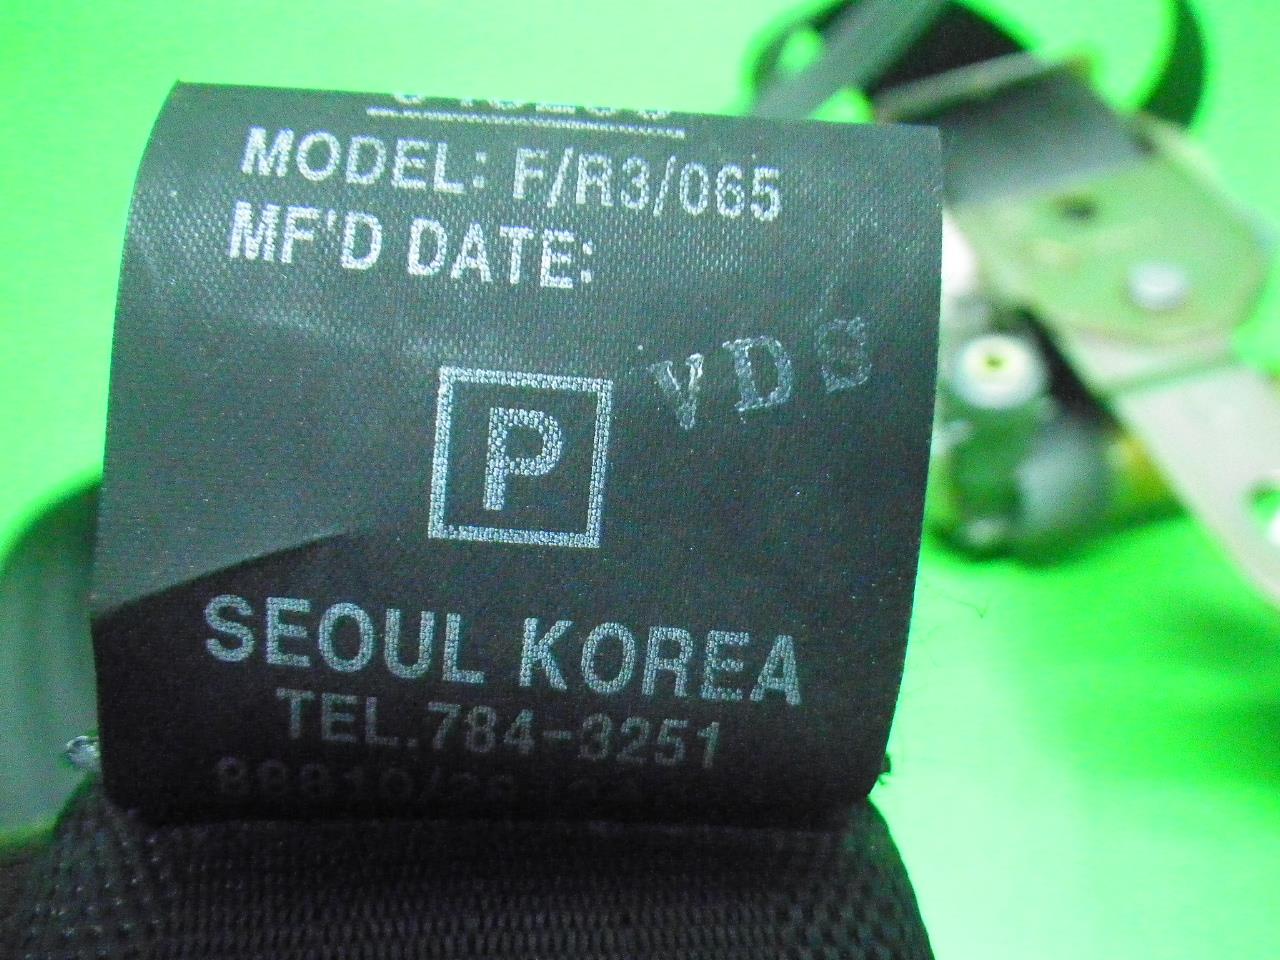 MODEL: F/R3/065
MF'D DATE:
VDS
P
SEOUL KOREA
TEL.784-3251